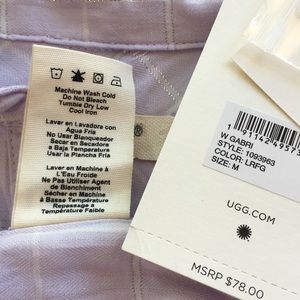 Machine Wash Cold
Do Not Bleach
Tumble Dry Low
Cool Iron
Lavar en Lavadora con
Agua Fria
No Usar Blanqueador
Secar en Secadora
a Baja Temperatura
Usar la Plancha Fria
Laver en Machine à
L'Eau Froide
Ne Pas Utiliser Agent
de Blanchiment
Sécher en Machine
à Basse Température
Repassage à
Température Faible
®
W GABRI
STYLE: 1093963
COLOR: LRFG
SIZE: M
UGG.COM
MSRP $78.00